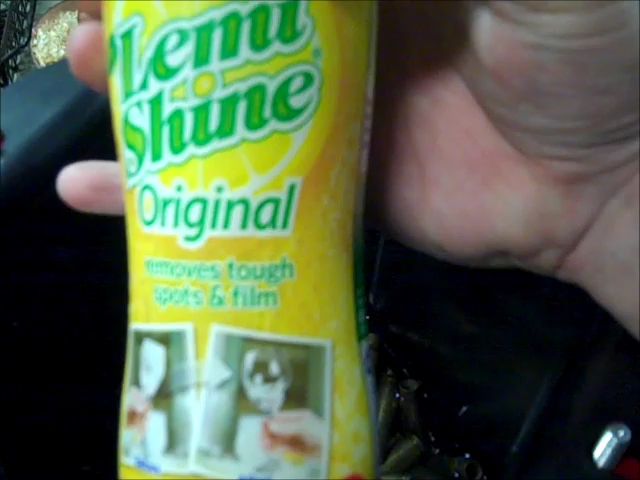 Lemi
Shine
Original
removes tough
spots & film